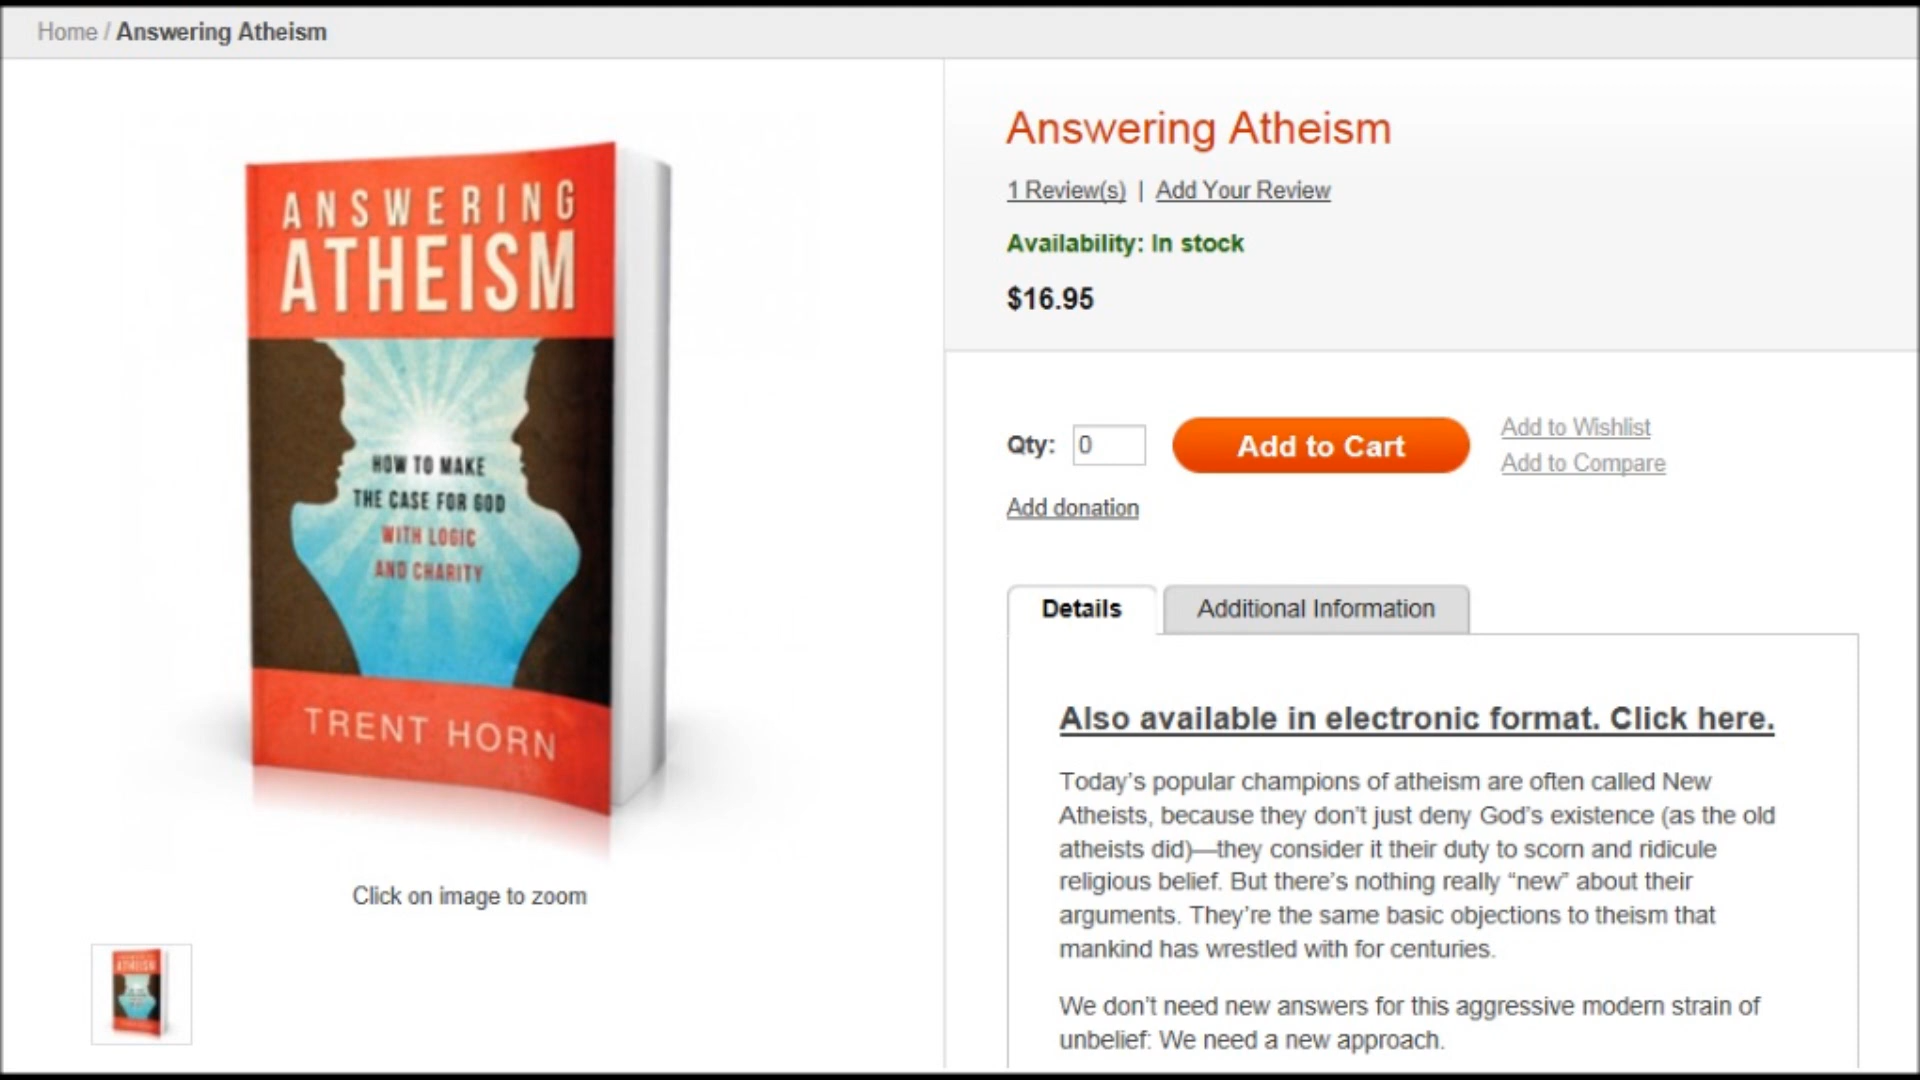 Home / Answering Atheism
ANSWERING
ATHEISM
HOW TO MAKE
THE CASE FOR GOD
WITH LOGIC
AND CHARITY
TRENT HORN
Click on image to zoom
ATHEISM
Answering Atheism
1 Review(s) | Add Your Review
Availability: In stock
$16.95
Qty: 0 Add to Cart
Add to Wishlist
Add to Compare
Add donation
Details Additional Information
Also available in electronic format. Click here.
Today's popular champions of atheism are often called New
Atheists, because they don't just deny God's existence (as the old
atheists did)—they consider it their duty to scorn and ridicule
religious belief. But there's nothing really “new” about their
arguments. They're the same basic objections to theism that
mankind has wrestled with for centuries.
We don't need new answers for this aggressive modern strain of
unbelief: We need a new approach.